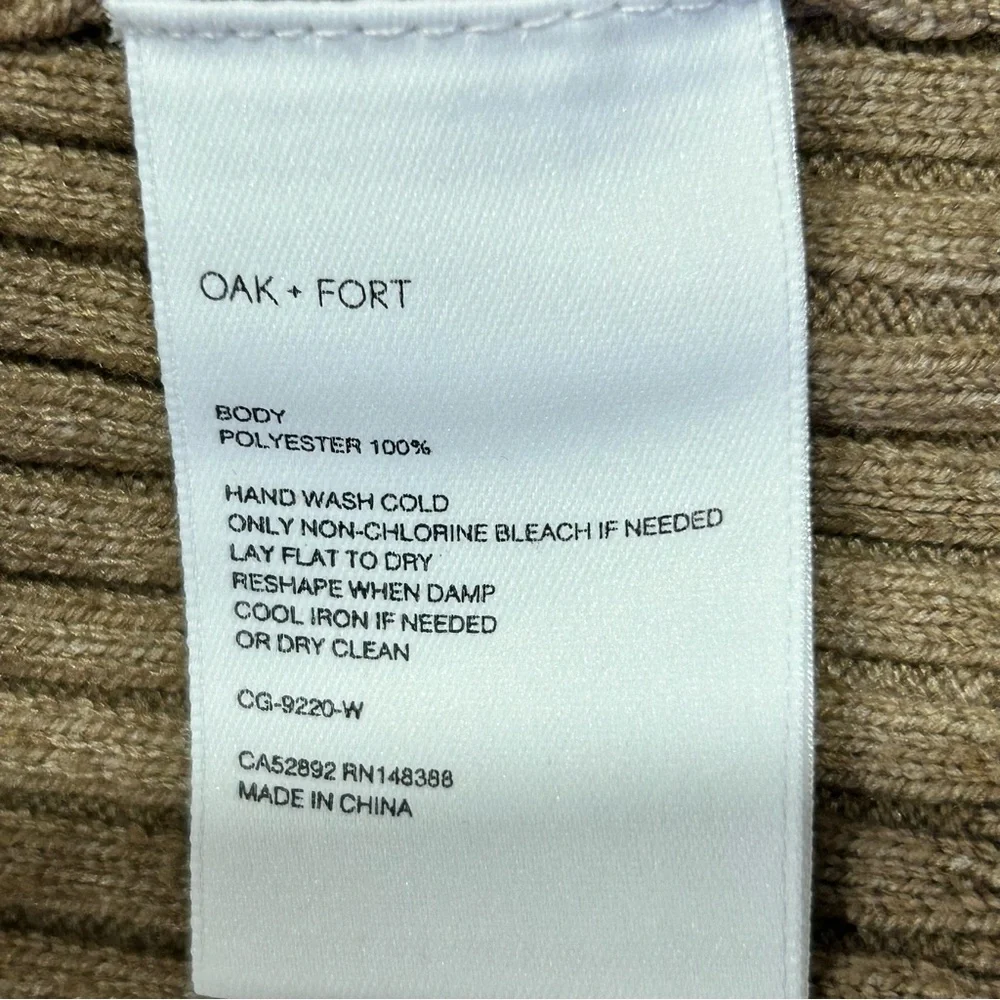 OAK + FORT
BODY
POLYESTER 100%
HAND WASH COLD
ONLY NON-CHLORINE BLEACH IF NEEDED
LAY FLAT TO DRY
RESHAPE WHEN DAMP
COOL IRON IF NEEDED
OR DRY CLEAN
CG-9220-W
CA52892 RN148388
MADE IN CHINA